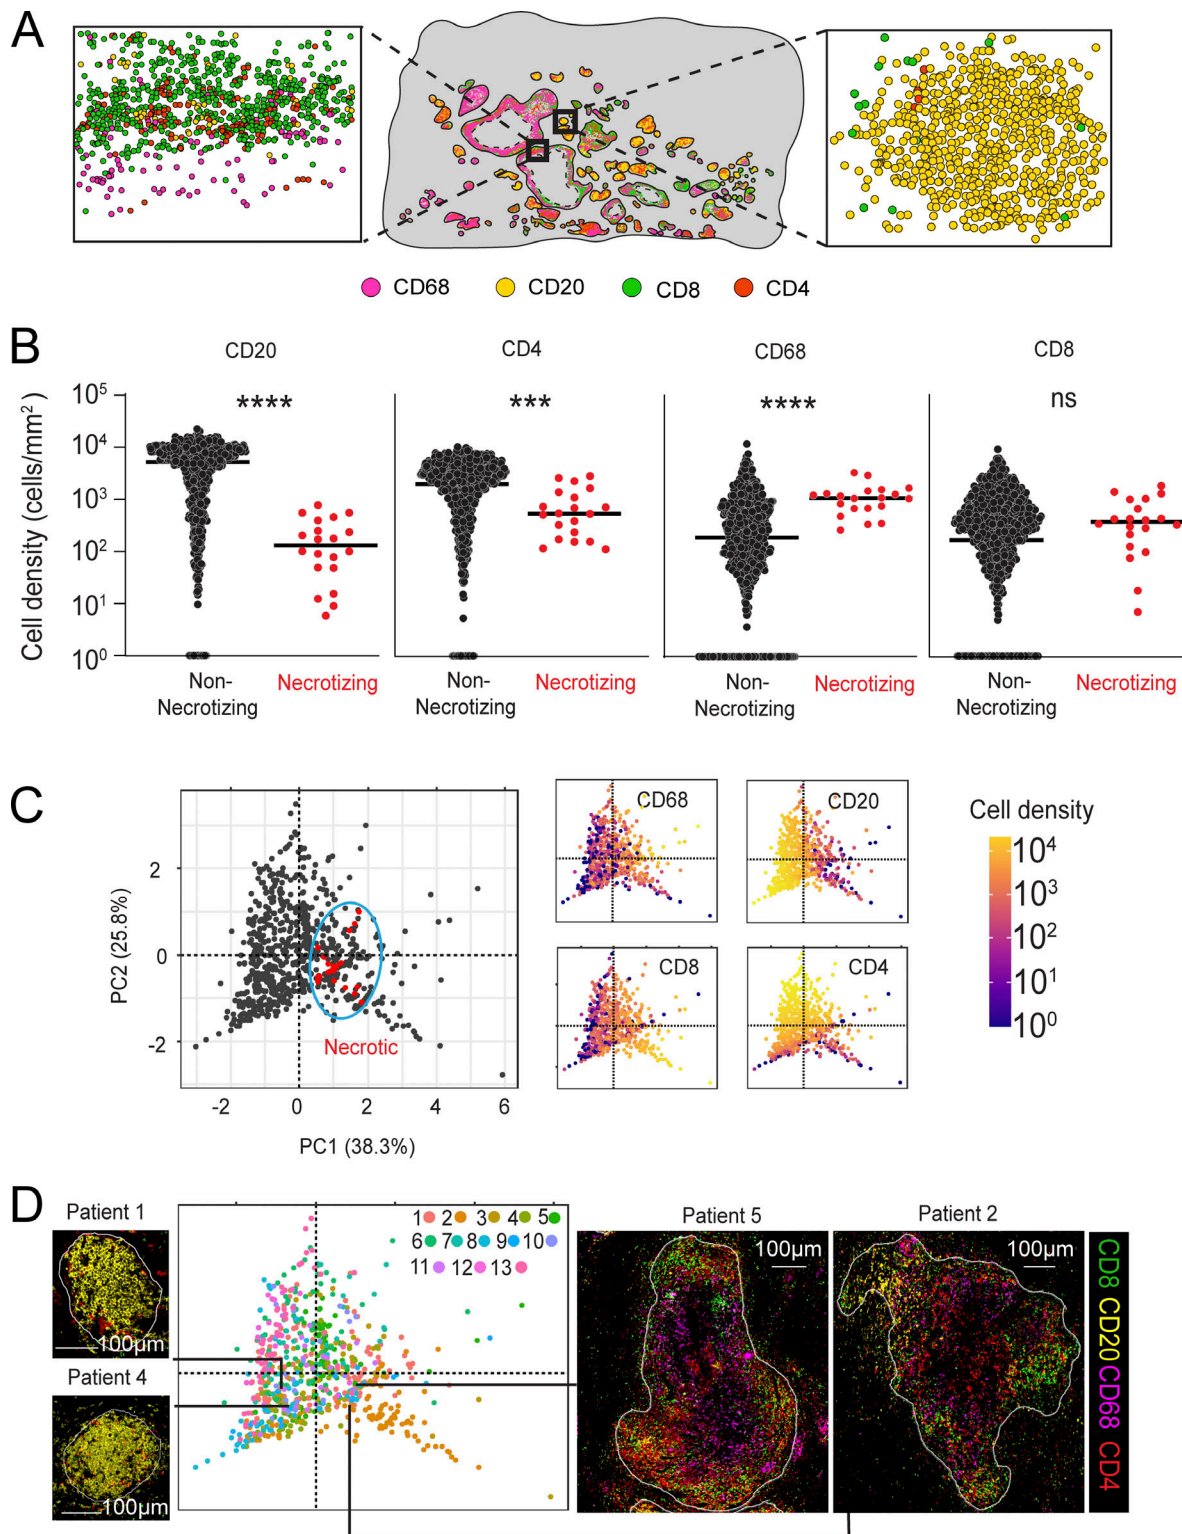 A
CD68 CD20 CD8 CD4
B
CD20 CD4 CD68 CD8
**** *** **** ns
Cell density (cells/mm²)
10⁵
10⁴
10³
10²
10¹
10⁰
Non-Necrotizing Necrotizing Non-Necrotizing Necrotizing Non-Necrotizing Necrotizing Non-Necrotizing Necrotizing
C
PC2 (25.8%)
2
0
-2
Necrotic
-2 0 2 4 6
PC1 (38.3%)
CD68 CD20
CD8 CD4
Cell density
10⁴
10³
10²
10¹
10⁰
D
Patient 1
100µm
Patient 4
100µm
1 2 3 4 5
6 7 8 9 10
11 12 13
Patient 5
100µm
Patient 2
100µm
CD8 CD20 CD68 CD4